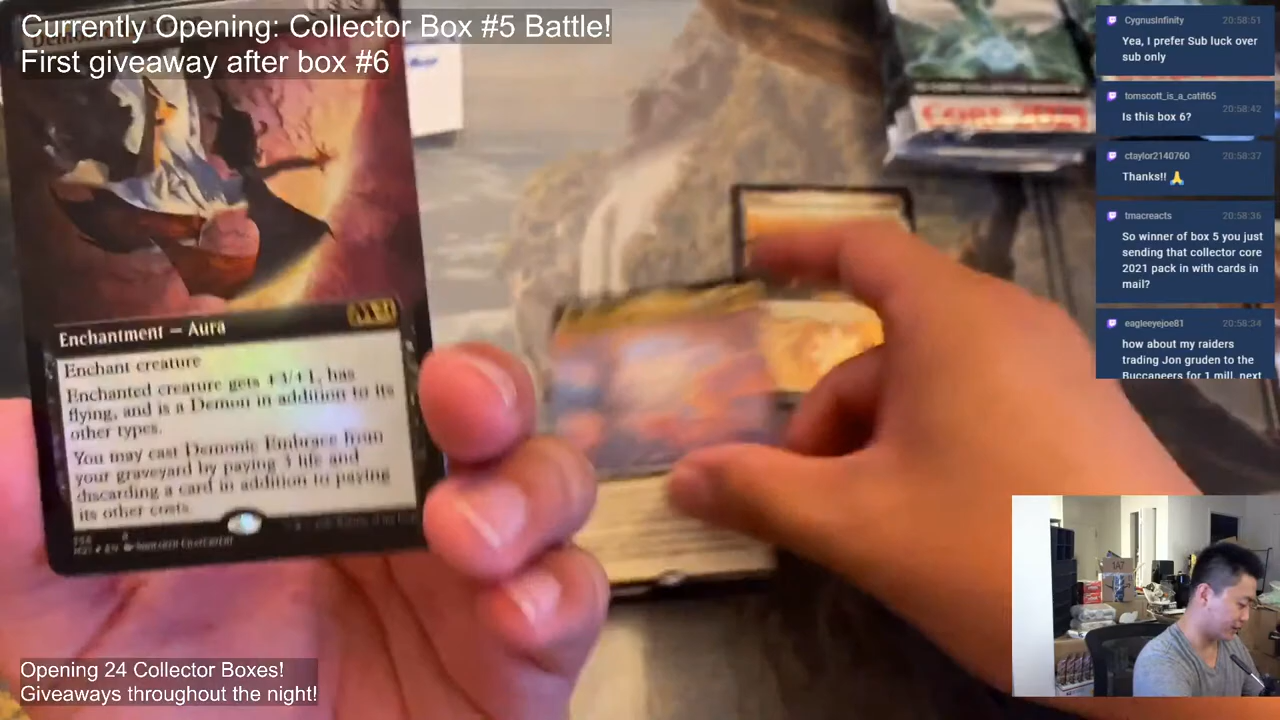 Currently Opening: Collector Box #5 Battle!
First giveaway after box #6
Enchantment — Aura
M21
Enchant creature
Enchanted creature gets +3/+1, has
flying, and is a Demon in addition to its
other types.
You may cast Demonic Embrace from
your graveyard by paying 3 life and
discarding a card in addition to paying
its other costs.
CORE 2021
CygnusInfinity 20:58:51
Yea, I prefer Sub luck over
sub only
tomscott_is_a_catit65 20:58:42
Is this box 6?
ctaylor2140760 20:58:37
Thanks!! 🙏
tmacreacts 20:58:36
So winner of box 5 you just
sending that collector core
2021 pack in with cards in
mail?
eagleeyejoe81 20:58:34
how about my raiders
trading Jon gruden to the
Buccaneers for 1 mill, next
1A7
Opening 24 Collector Boxes!
Giveaways throughout the night!